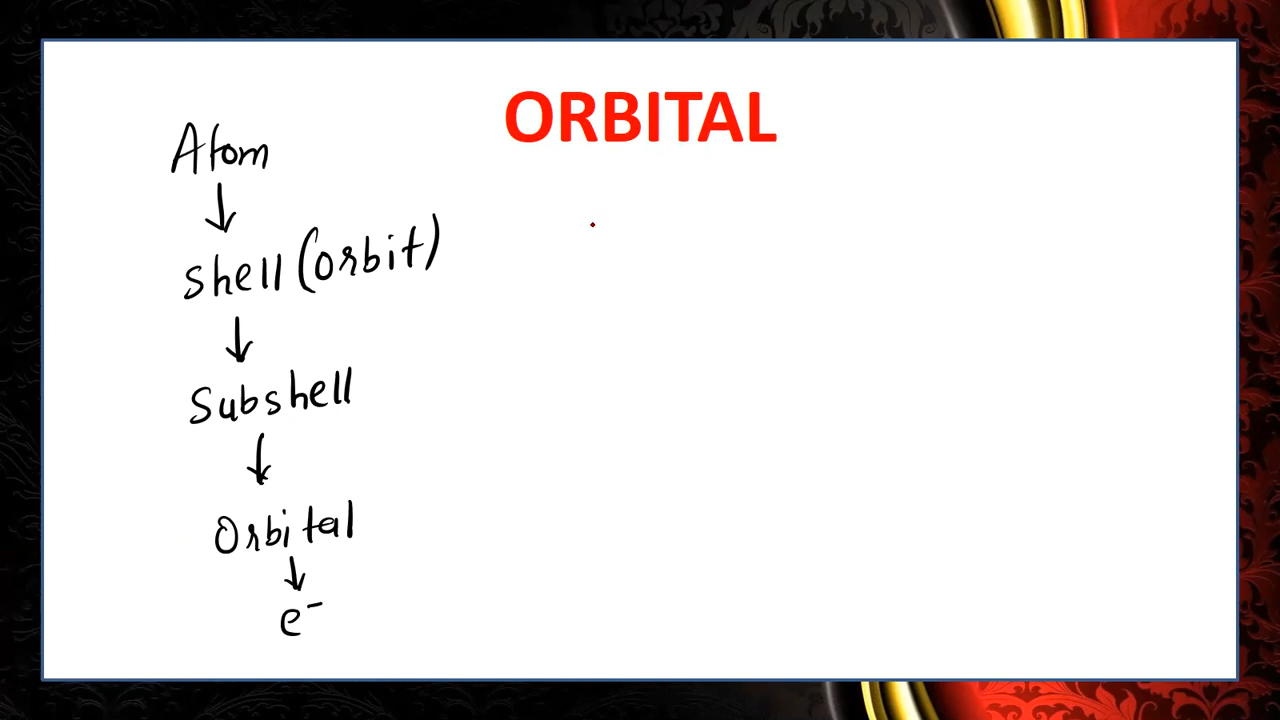 ORBITAL
Atom
↓
Shell (orbit)
↓
Subshell
↓
Orbital
↓
e⁻